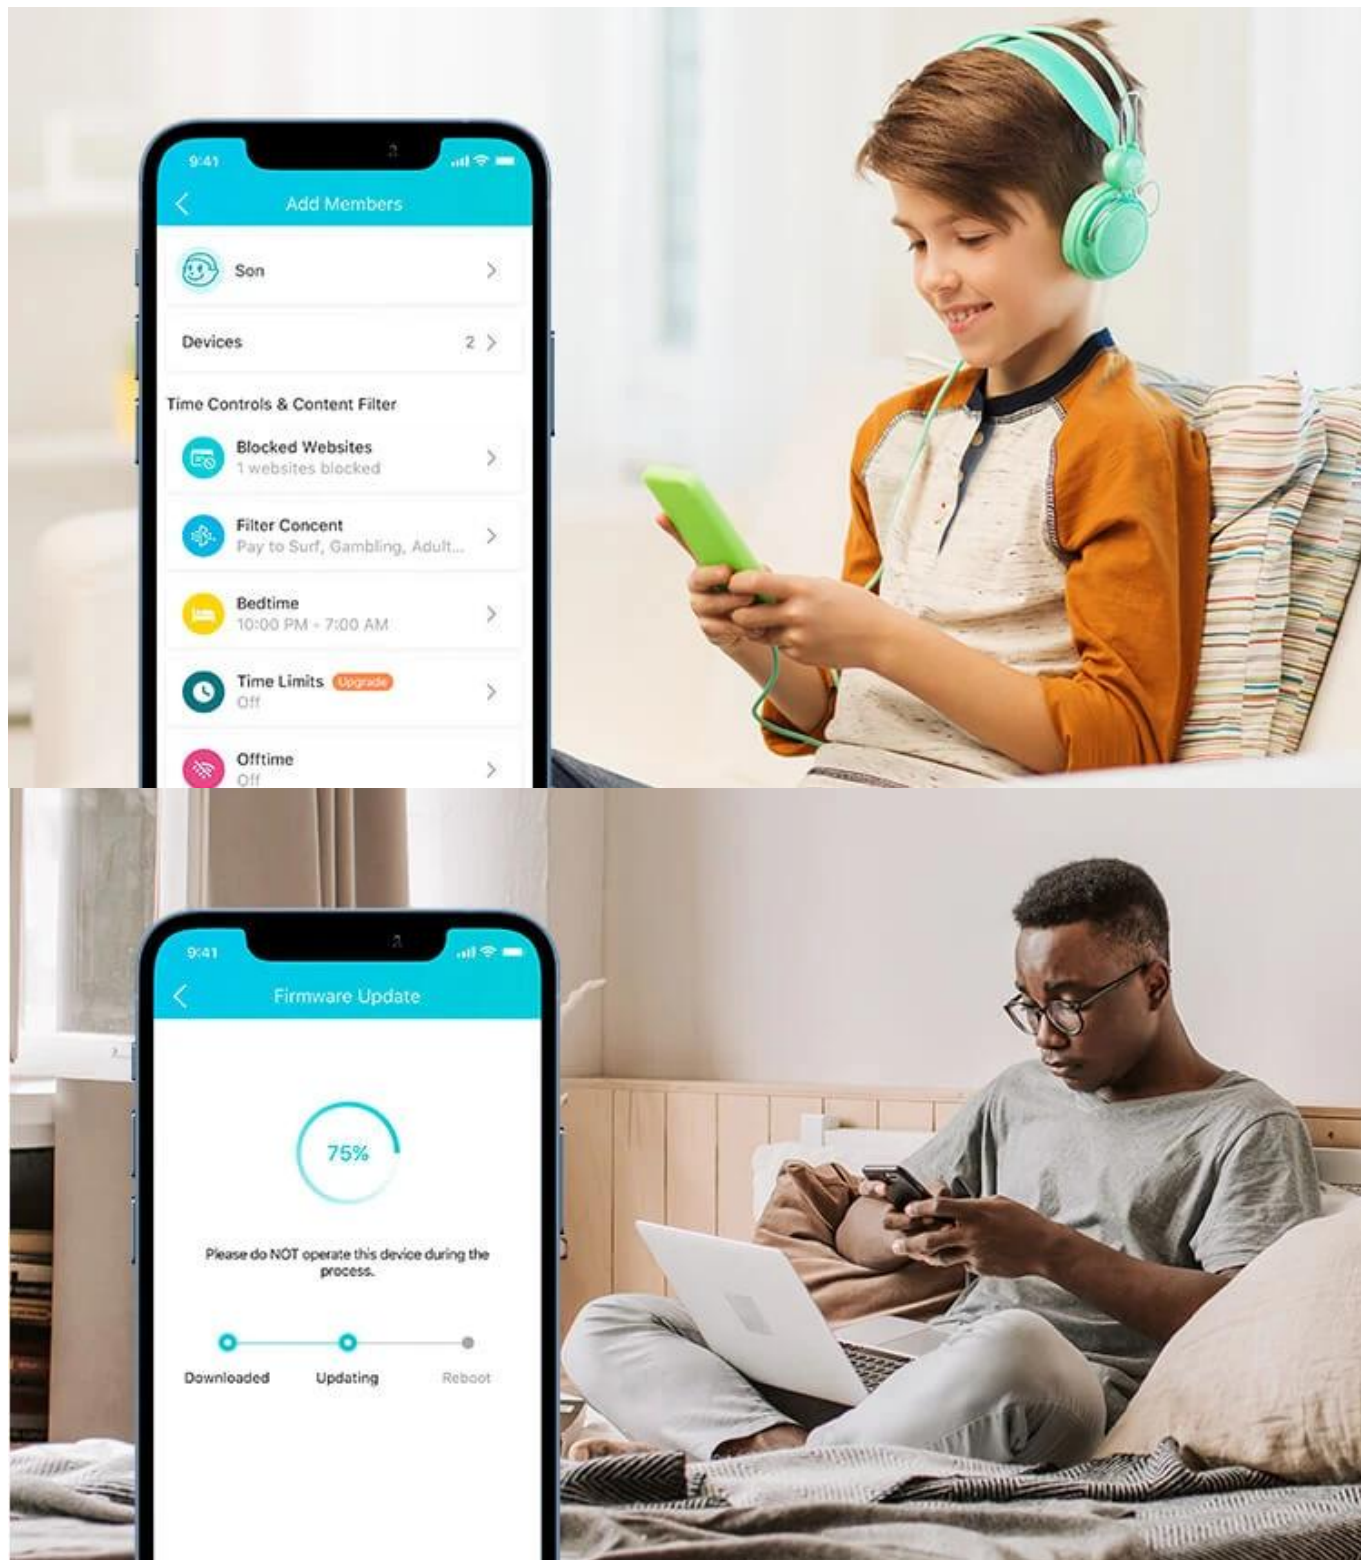 9:41
Add Members
Son
Devices 2
Time Controls & Content Filter
Blocked Websites
1 websites blocked
Filter Concent
Pay to Surf, Gambling, Adult...
Bedtime
10:00 PM - 7:00 AM
Time Limits Upgrade
Off
Offtime
Off
9:41
Firmware Update
75%
Please do NOT operate this device during the
process.
Downloaded Updating Reboot